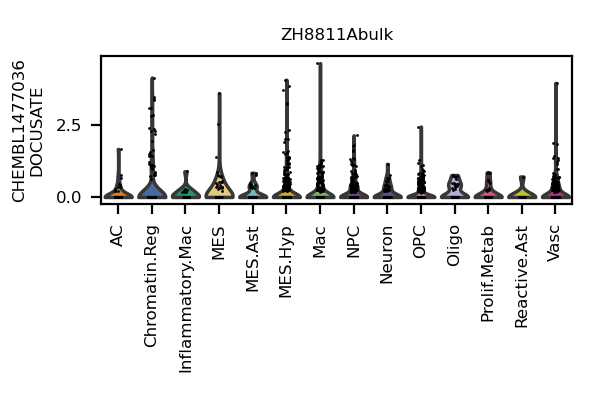 ZH8811Abulk
CHEMBL1477036
DOCUSATE
2.5
0.0
AC
Chromatin.Reg
Inflammatory.Mac
MES
MES.Ast
MES.Hyp
Mac
NPC
Neuron
OPC
Oligo
Prolif.Metab
Reactive.Ast
Vasc